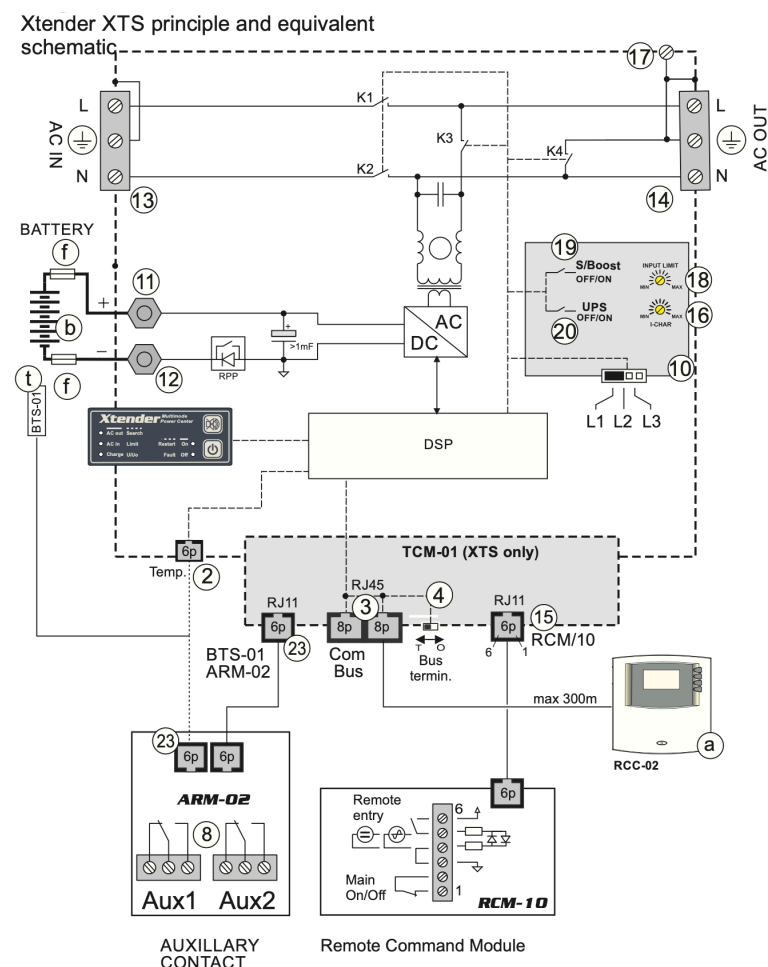 Xtender XTS principle and equivalent
schematic
17
L
K1
L
AC IN
K3
K4
AC OUT
N
K2
N
13
14
BATTERY
f
19
S/Boost
OFF/ON
INPUT LIMIT
MIN MAX
18
11
+
b
20
UPS
OFF/ON
MIN MAX
I-CHAR
16
+
>1mF
AC
DC
–
f
12
RPP
10
t
BTS-01
L1 L2 L3
Xtender Multimode
Power Center
AC out Search
AC in Limit Restart On
Charge U/Uo Fault Off
DSP
6p
Temp.
2
TCM-01 (XTS only)
RJ45
RJ11
3
4
RJ11
6p
8p
8p
6p
15
23
T O
6 1
RCM/10
BTS-01
ARM-02
Com
Bus
Bus
termin.
max 300m
23
6p
6p
a
RCC-02
ARM-02
6p
8
Remote
entry
6
Aux1 Aux2
Main
On/Off
1
RCM-10
AUXILLARY
CONTACT
Remote Command Module